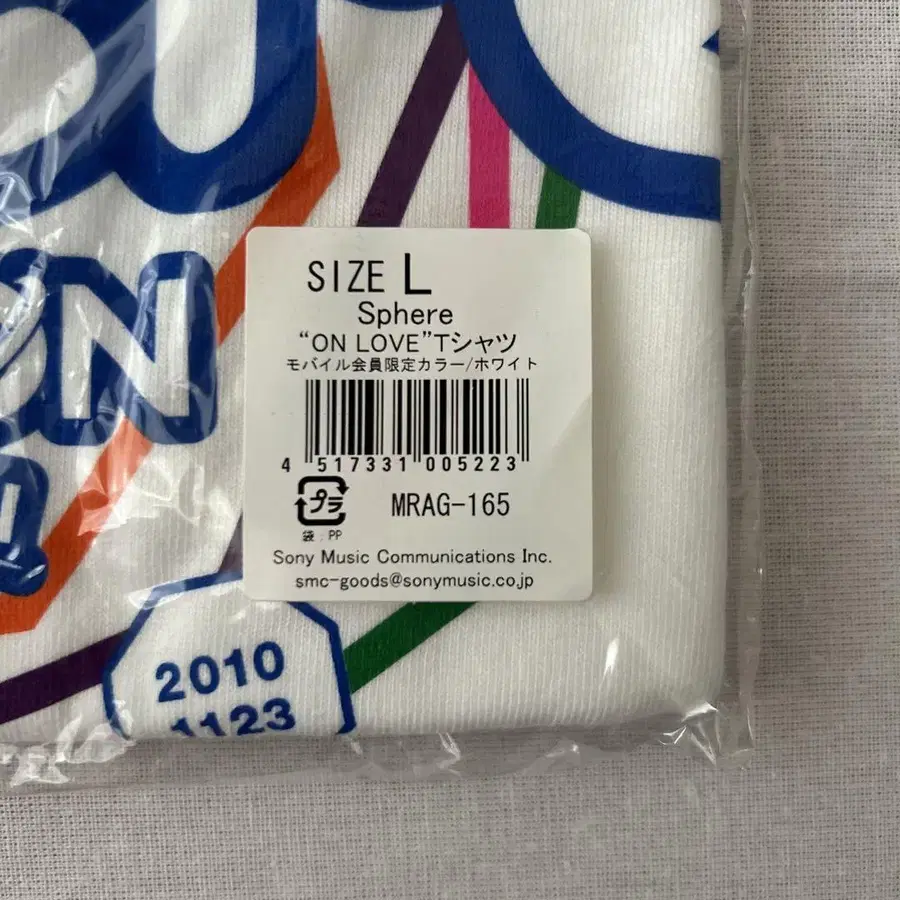 SIZE L
Sphere
“ON LOVE”Tシャツ
モバイル会員限定カラー/ホワイト
4 517331 005223
プラ
袋:PP
MRAG-165
Sony Music Communications Inc.
smc-goods@sonymusic.co.jp
2010
1123